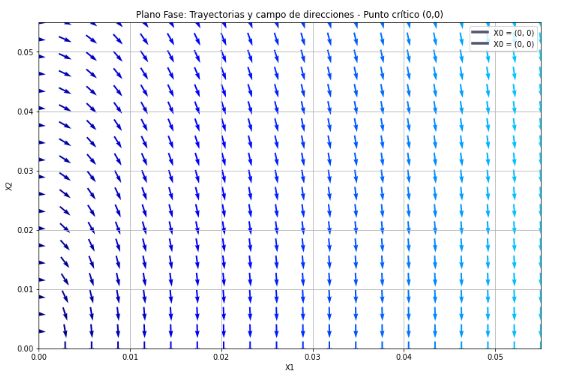 Plano Fase: Trayectorias y campo de direcciones - Punto crítico (0,0)
X0 = (0, 0)
X0 = (0, 0)
0.05
0.04
0.03
0.02
0.01
0.00
X2
0.00 0.01 0.02 0.03 0.04 0.05
X1